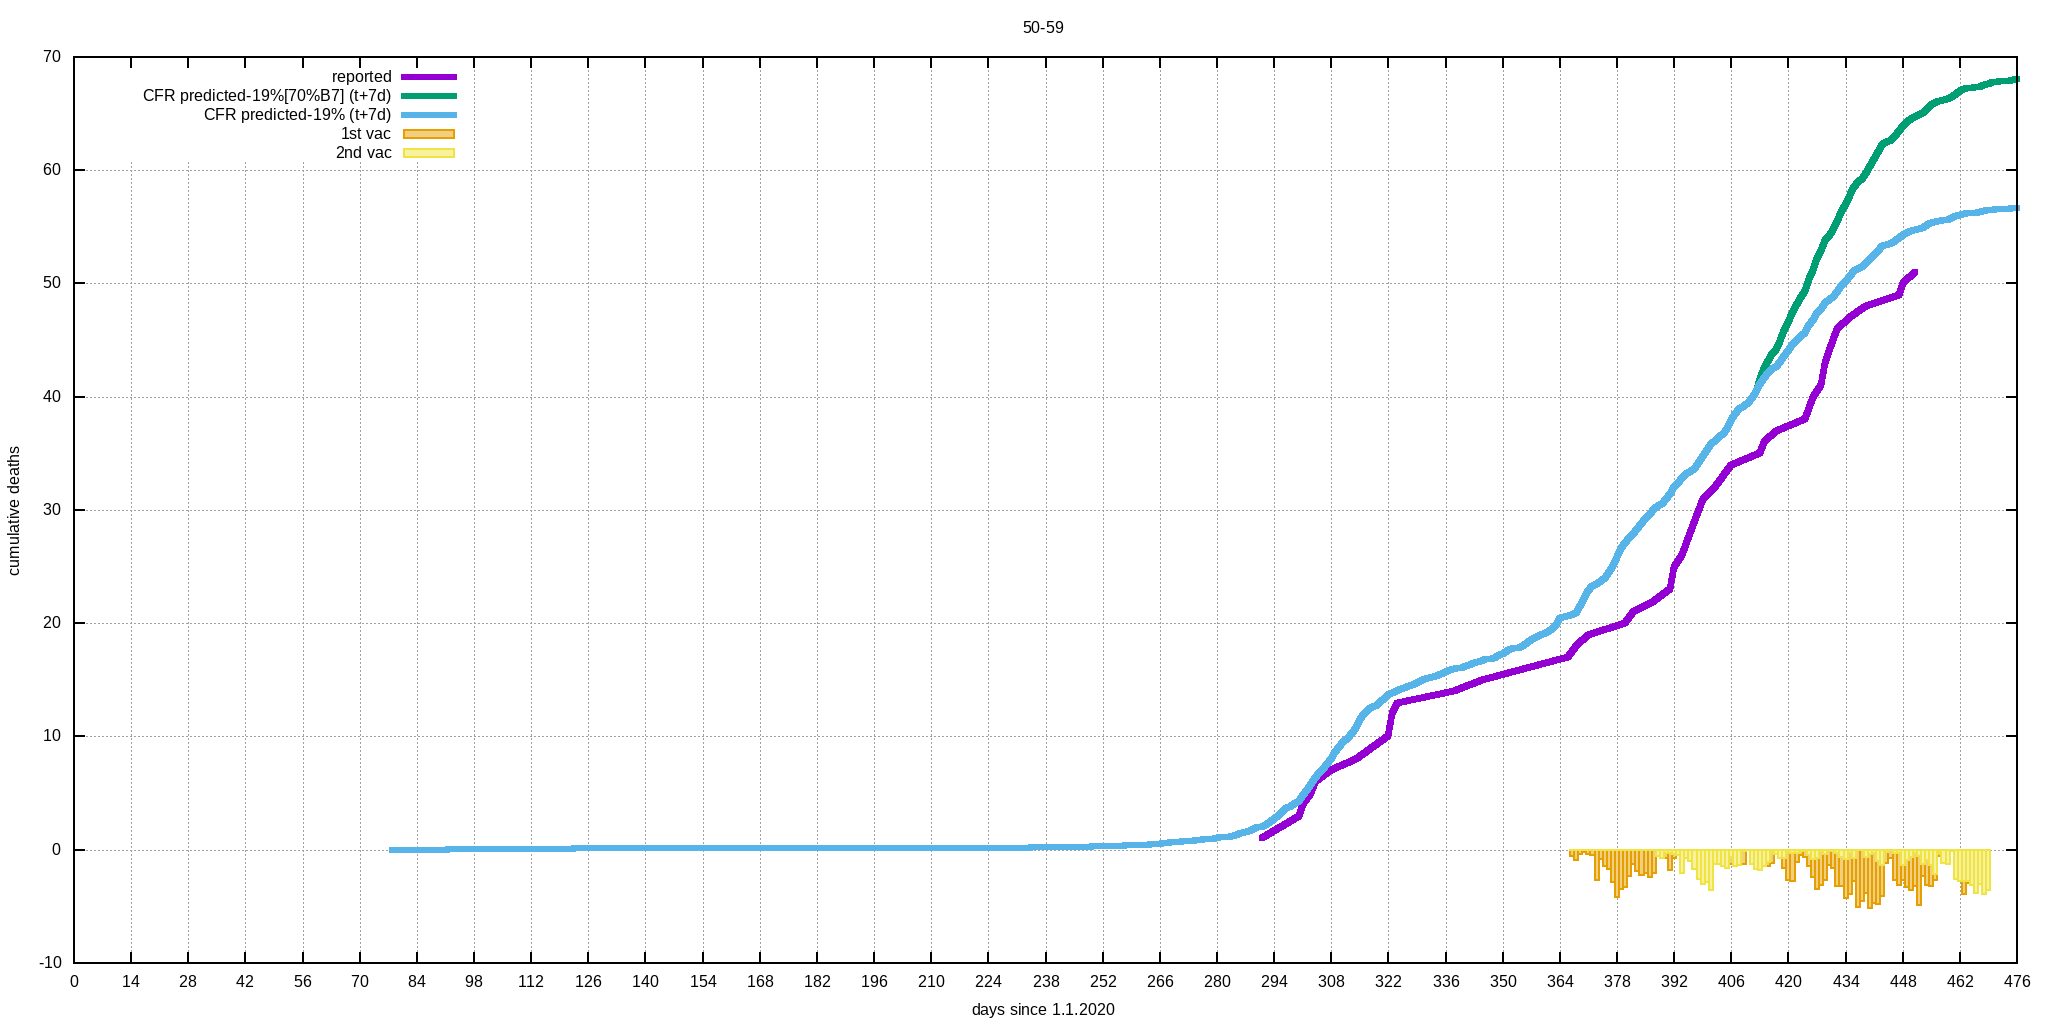 50-59
reported
CFR predicted-19%[70%B7] (t+7d)
CFR predicted-19% (t+7d)
1st vac
2nd vac
70
60
50
40
30
20
10
0
-10
cumulative deaths
0 14 28 42 56 70 84 98 112 126 140 154 168 182 196 210 224 238 252 266 280 294 308 322 336 350 364 378 392 406 420 434 448 462 476
days since 1.1.2020